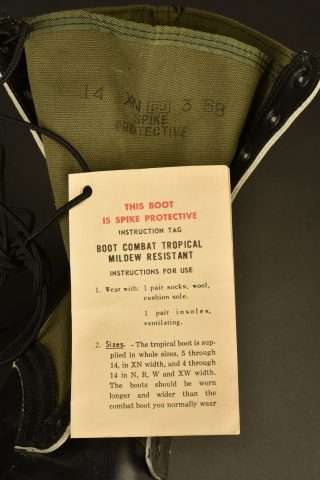 14 XN [GJ] 3 68
SPIKE
PROTECTIVE
THIS BOOT
IS SPIKE PROTECTIVE
INSTRUCTION TAG
BOOT COMBAT TROPICAL
MILDEW RESISTANT
INSTRUCTIONS FOR USE
1. Wear with: 1 pair socks, wool,
cushion sole.
1 pair insoles,
ventilating.
2. Sizes. - The tropical boot is sup-
plied in whole sizes, 5 through
14, in XN width, and 4 through
14 in N, R, W and XW width.
The boots should be worn
longer and wider than the
combat boot you normally wear